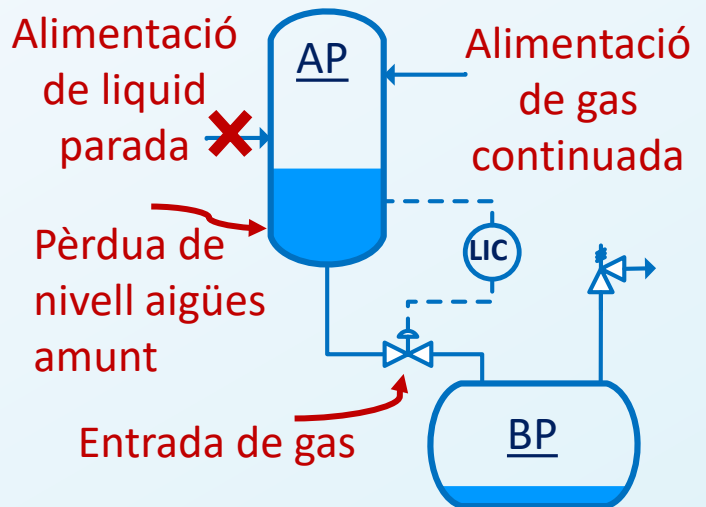 Alimentació
de liquid
parada
AP
Alimentació
de gas
continuada
Pèrdua de
nivell aigües
amunt
LIC
Entrada de gas
BP